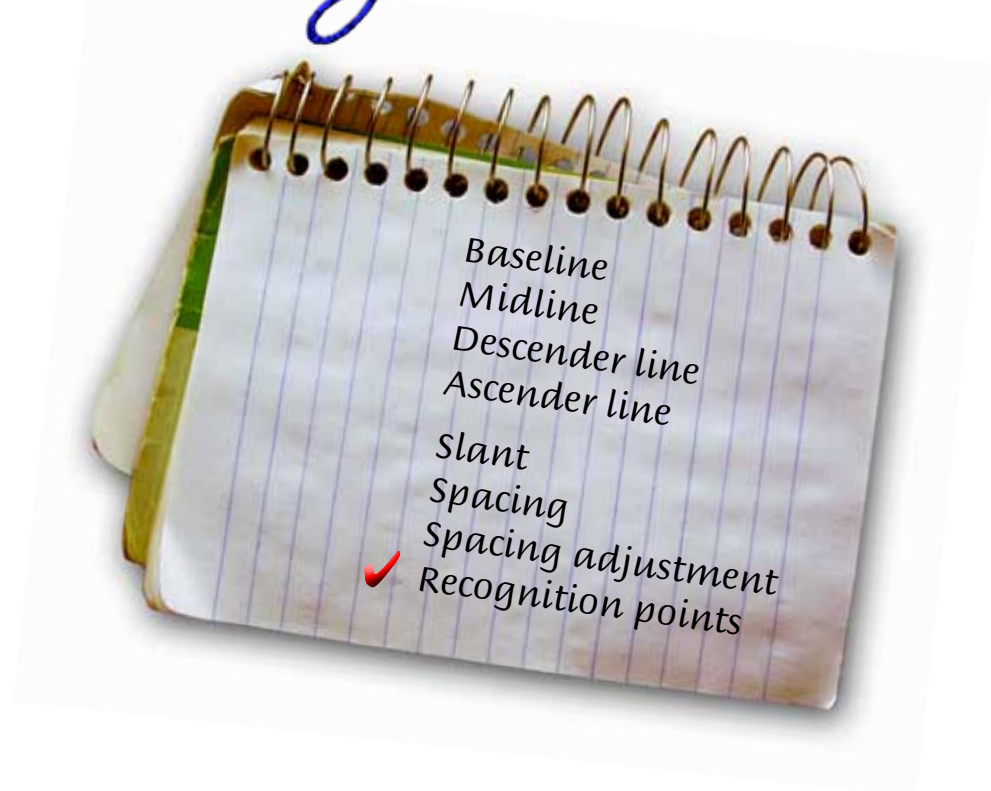 Baseline
Midline
Descender line
Ascender line
Slant
Spacing
Spacing adjustment
Recognition points